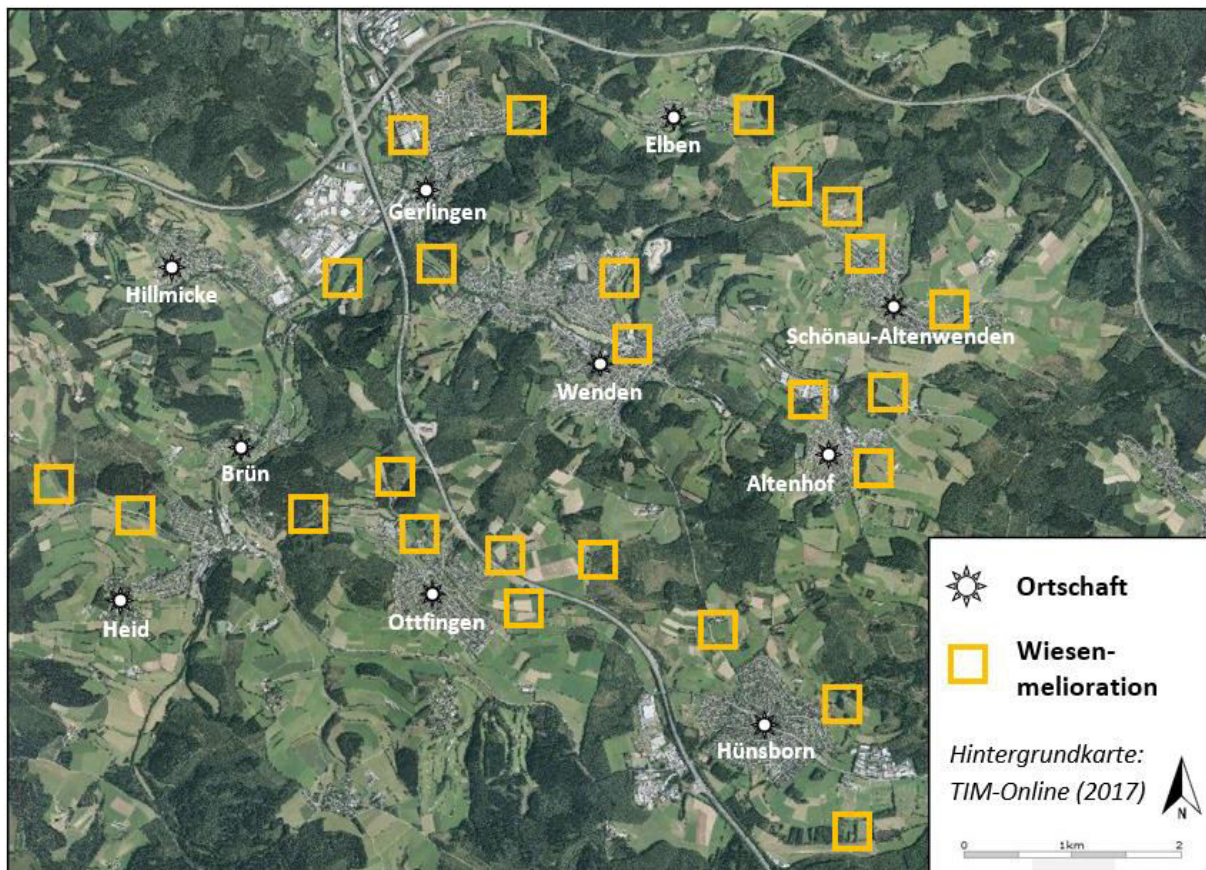 Elben
Gerlingen
Hillmicke
Schönau-Altenwenden
Wenden
Brün
Altenhof
Heid
Ottfingen
Hünsborn
Ortschaft
Wiesen-
melioration
Hintergrundkarte:
TIM-Online (2017)
N
0 1km 2